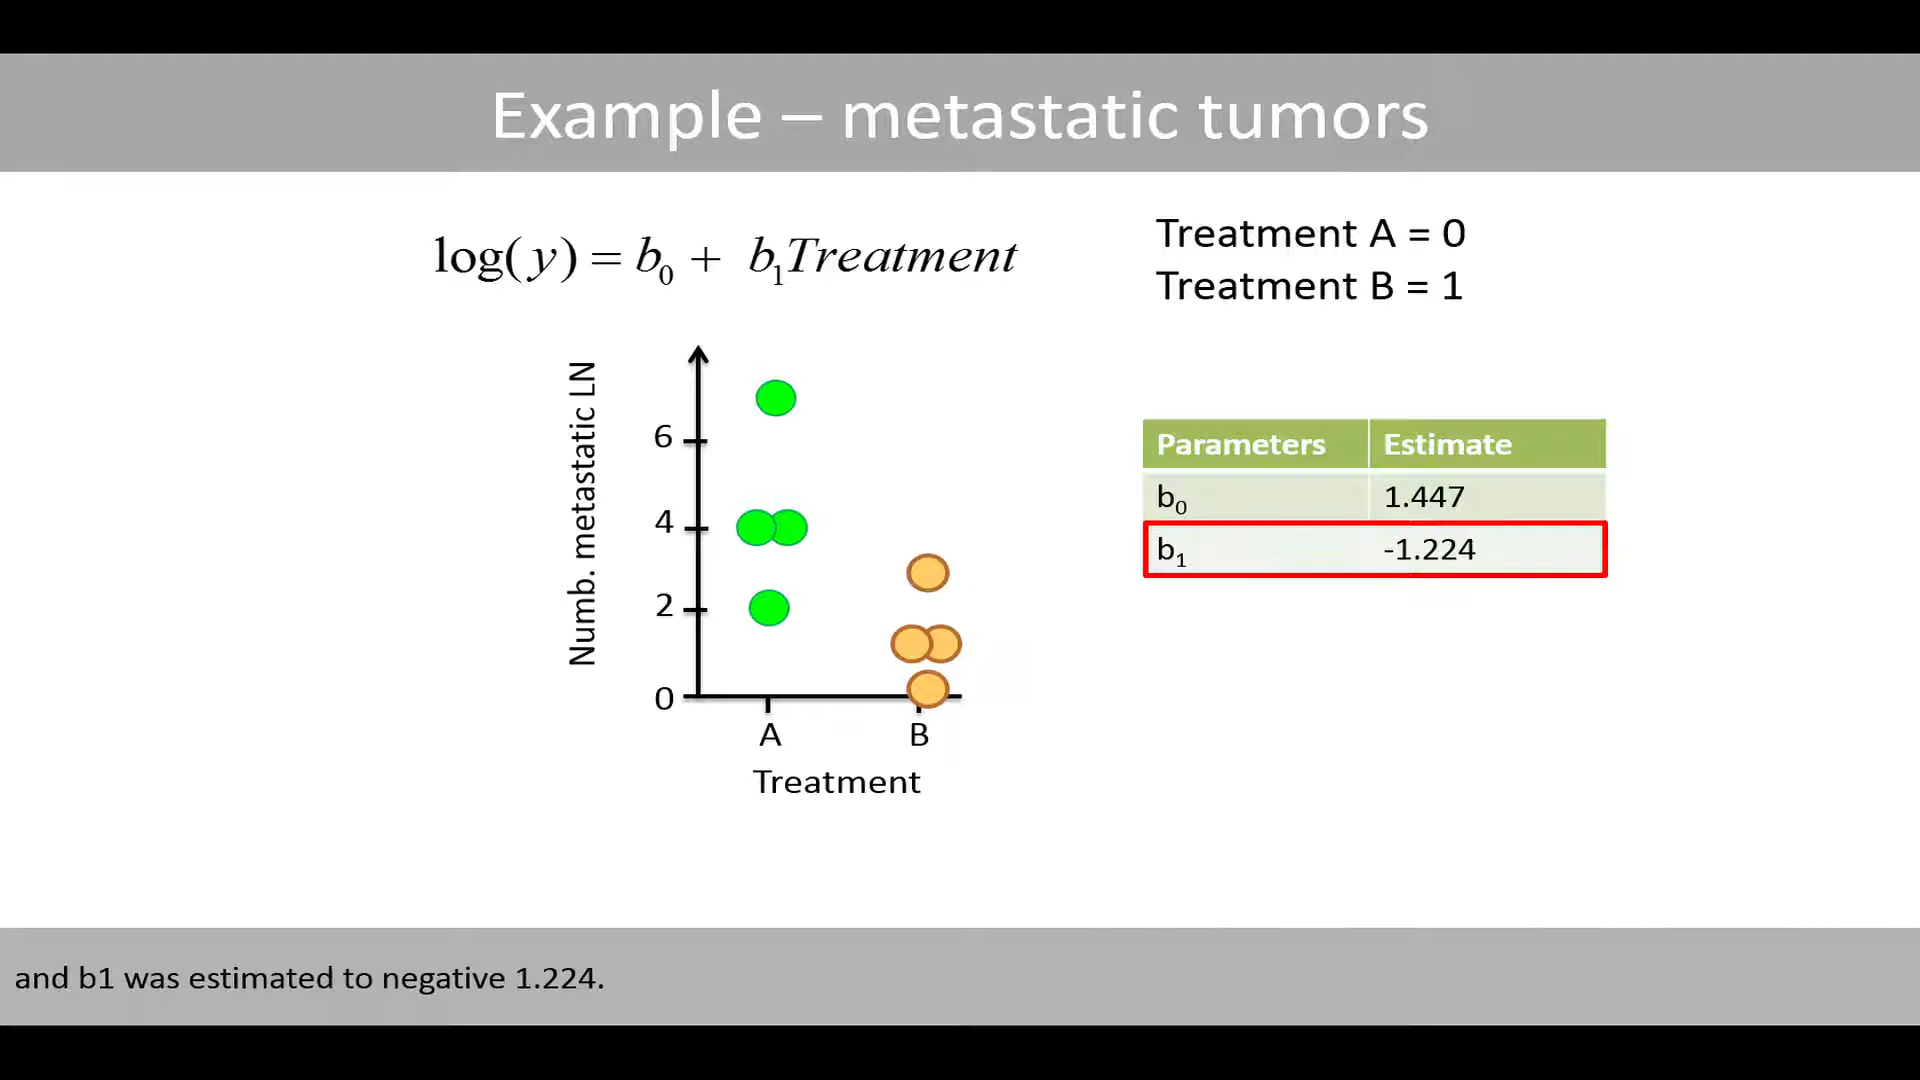 Example – metastatic tumors
log(y) = b₀ + b₁Treatment
Treatment A = 0
Treatment B = 1
Numb. metastatic LN
6
4
2
0
A B
Treatment
Parameters Estimate
b₀ 1.447
b₁ -1.224
and b1 was estimated to negative 1.224.